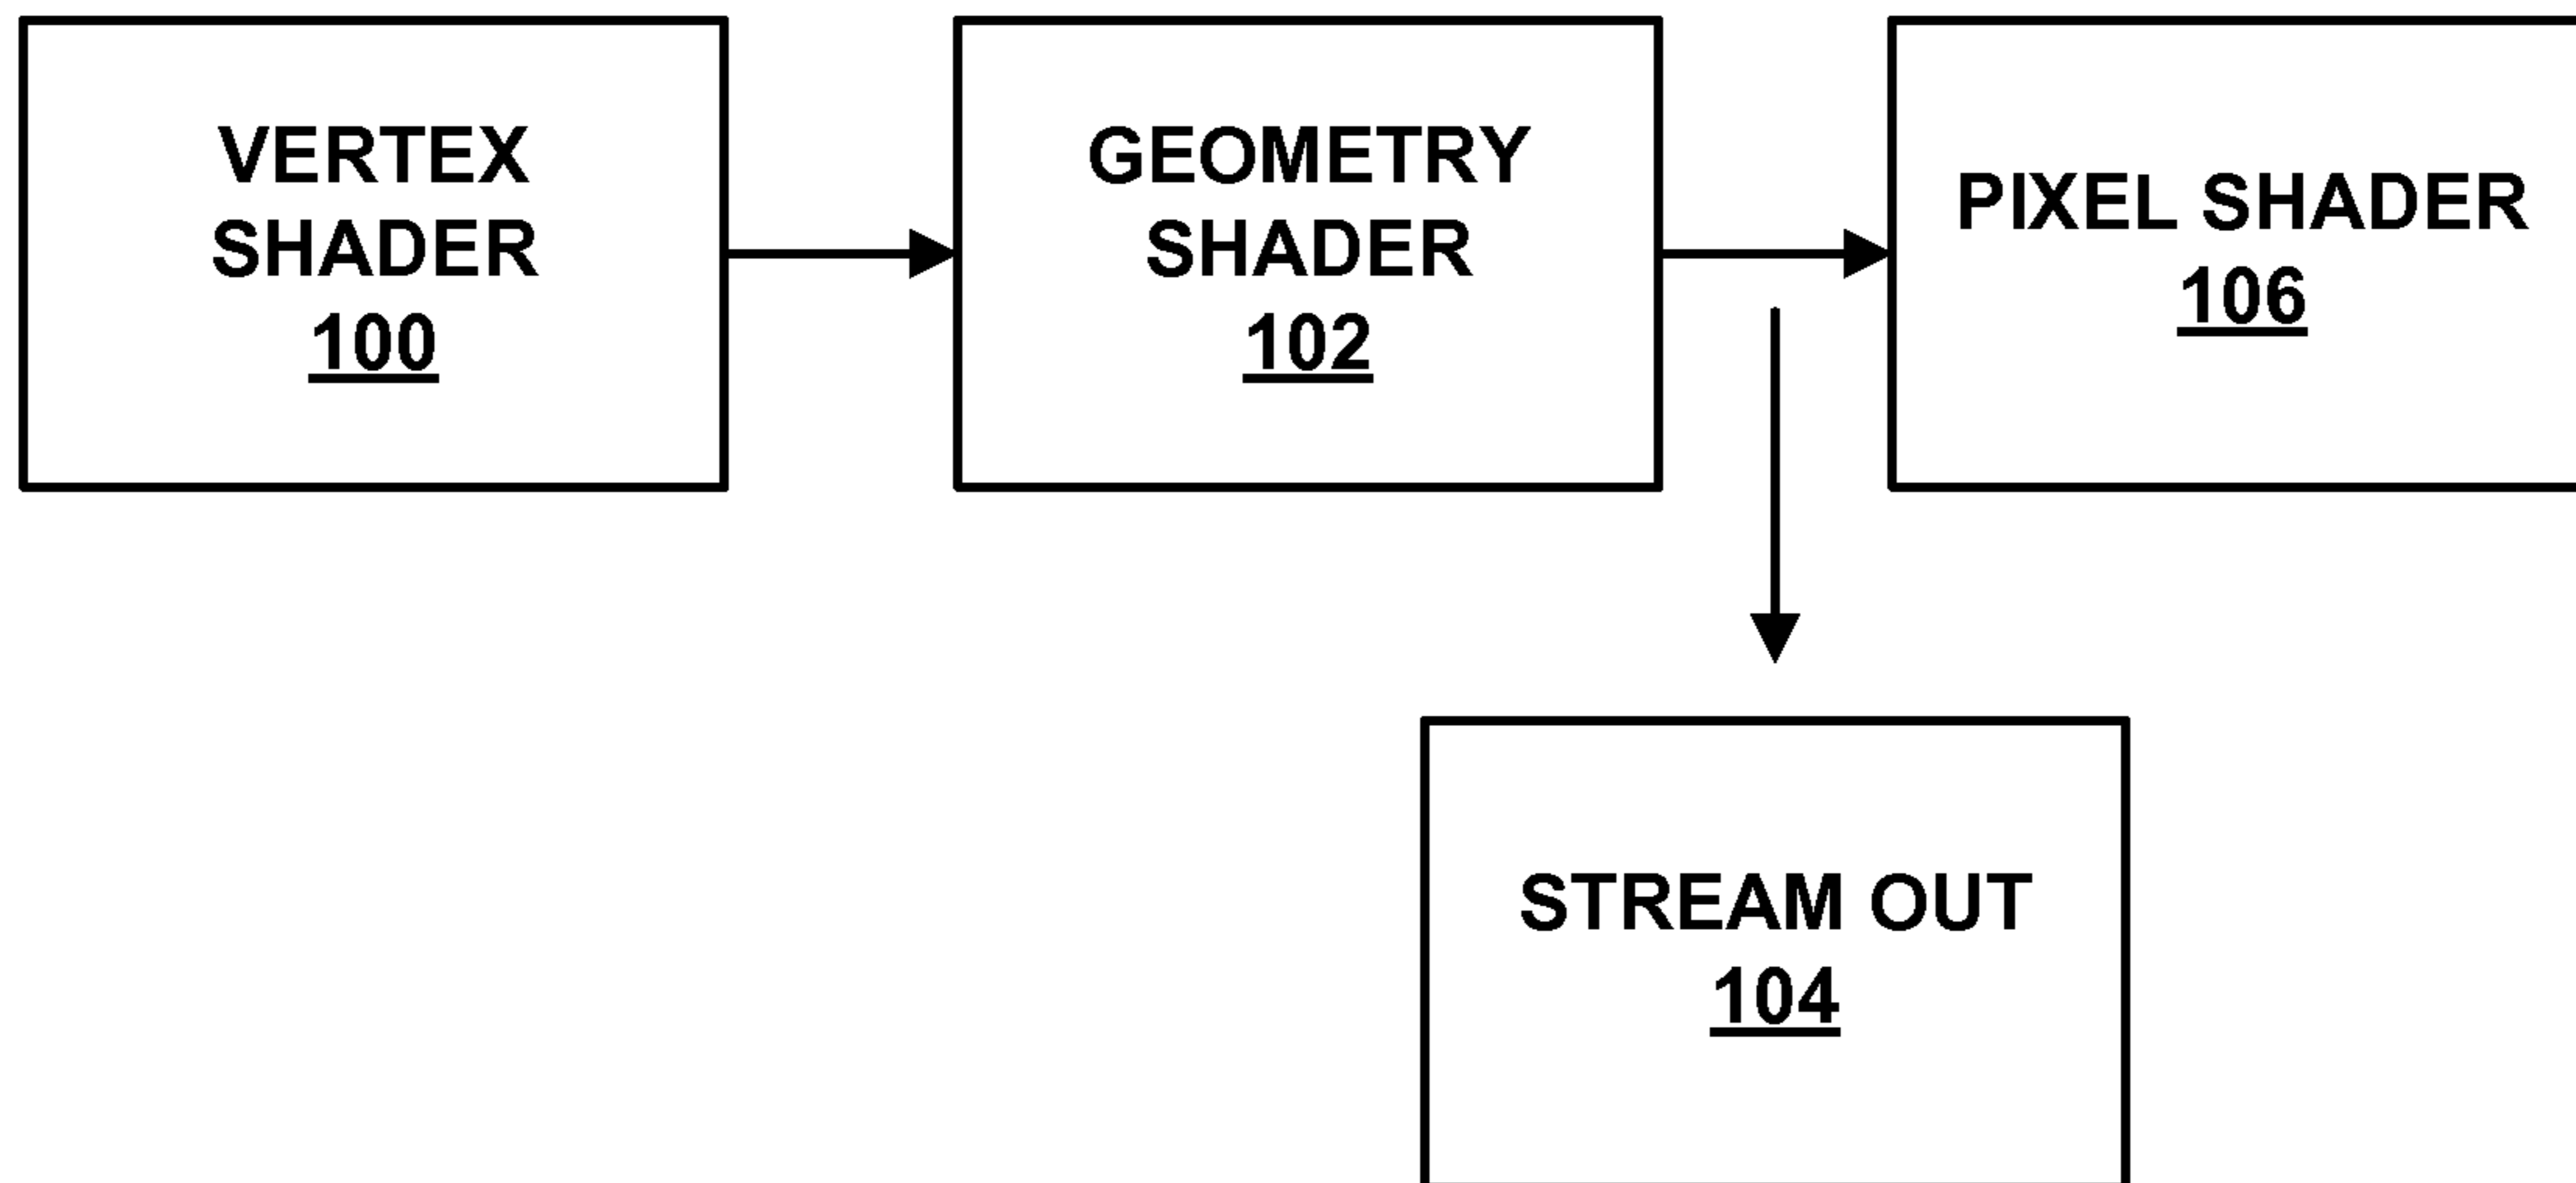 VERTEX
SHADER
100
GEOMETRY
SHADER
102
PIXEL SHADER
106
STREAM OUT
104